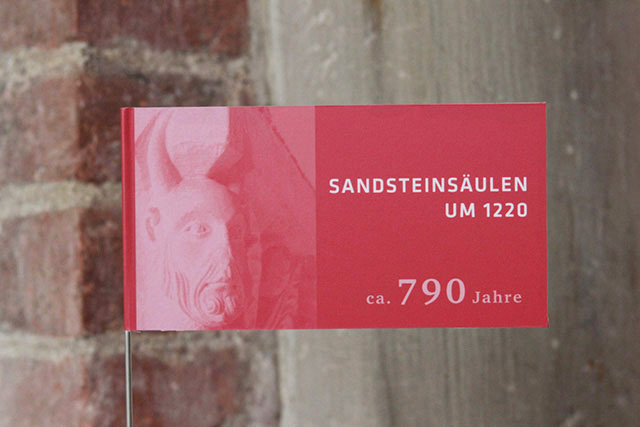 SANDSTEINSÄULEN
UM 1220
ca. 790 Jahre